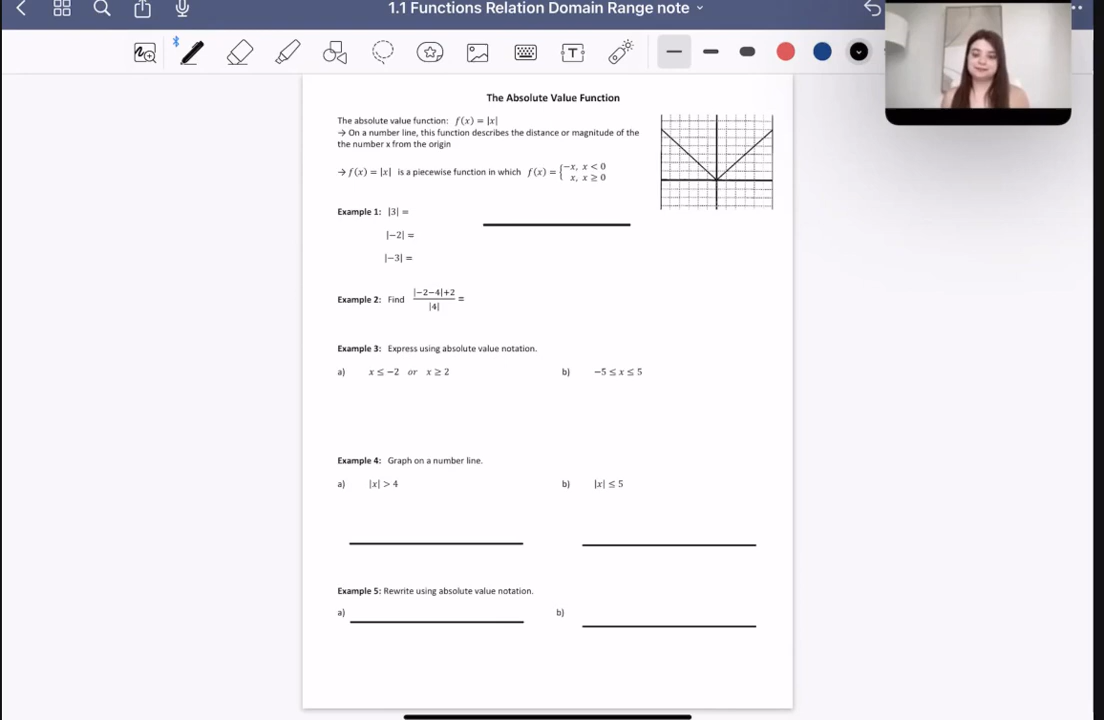 1.1 Functions Relation Domain Range note
The Absolute Value Function
The absolute value function: f(x) = |x|
→ On a number line, this function describes the distance or magnitude of the
the number x from the origin
→ f(x) = |x| is a piecewise function in which f(x) = { −x, x < 0
x, x ≥ 0
Example 1: |3| =
|−2| =
|−3| =
Example 2: Find |−2−4|+2 / |4| =
Example 3: Express using absolute value notation.
a) x ≤ −2 or x ≥ 2 b) −5 ≤ x ≤ 5
Example 4: Graph on a number line.
a) |x| > 4 b) |x| ≤ 5
Example 5: Rewrite using absolute value notation.
a) b)